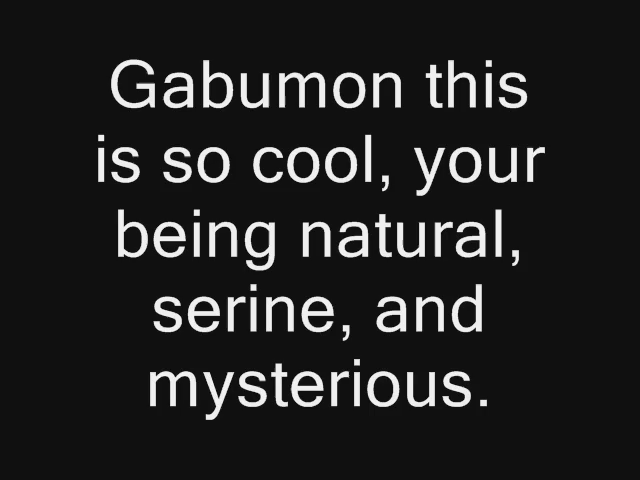 Gabumon this
is so cool, your
being natural,
serine, and
mysterious.